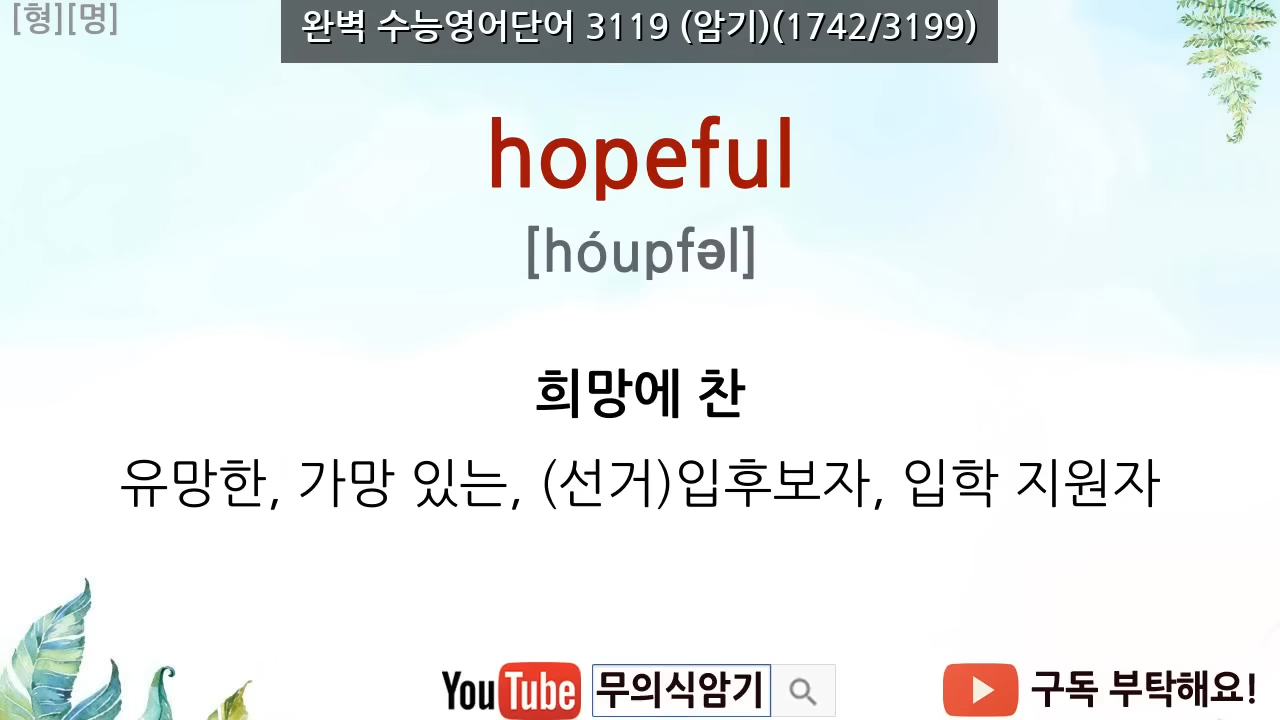 [형][명]
완벽 수능영어단어 3119 (암기)(1742/3199)
hopeful
[hóupfəl]
희망에 찬
유망한, 가망 있는, (선거)입후보자, 입학 지원자
YouTube 무의식암기
구독 부탁해요!